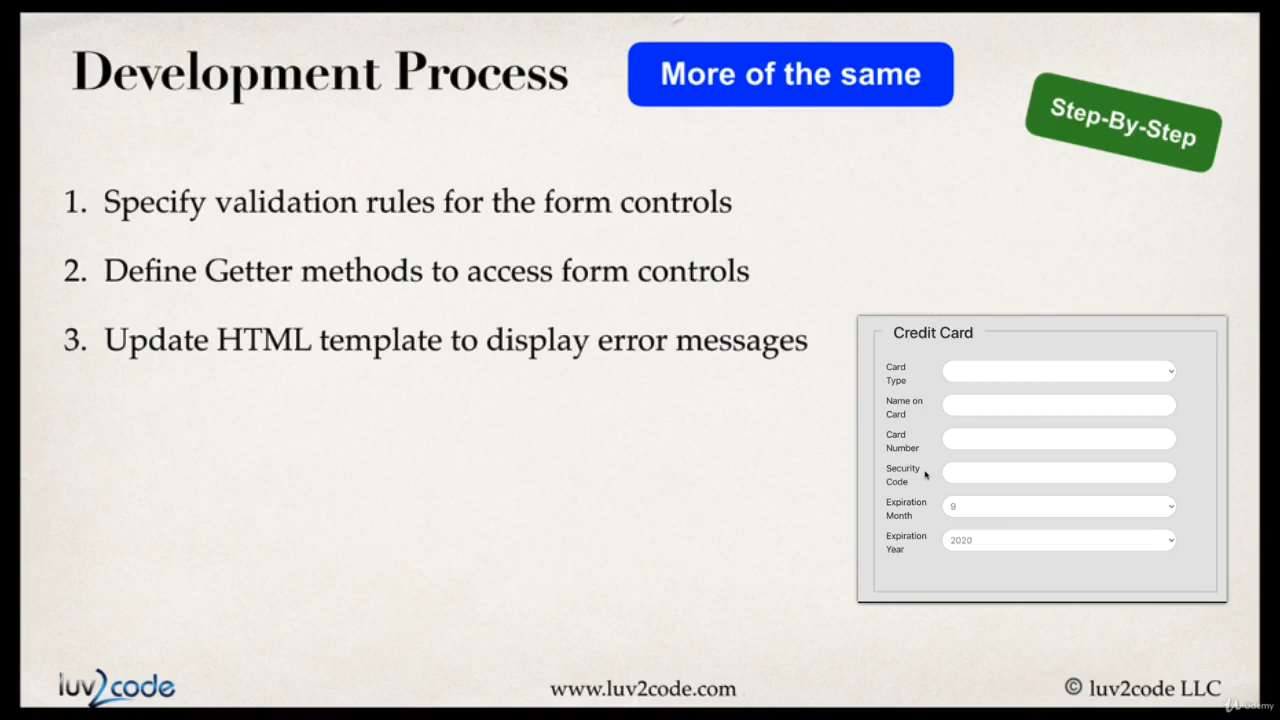 Development Process
More of the same
Step-By-Step
1. Specify validation rules for the form controls
2. Define Getter methods to access form controls
3. Update HTML template to display error messages
Credit Card
Card
Type
Name on
Card
Card
Number
Security
Code
Expiration
Month
9
Expiration
Year
2020
luv2code
www.luv2code.com
© luv2code LLC
Udemy